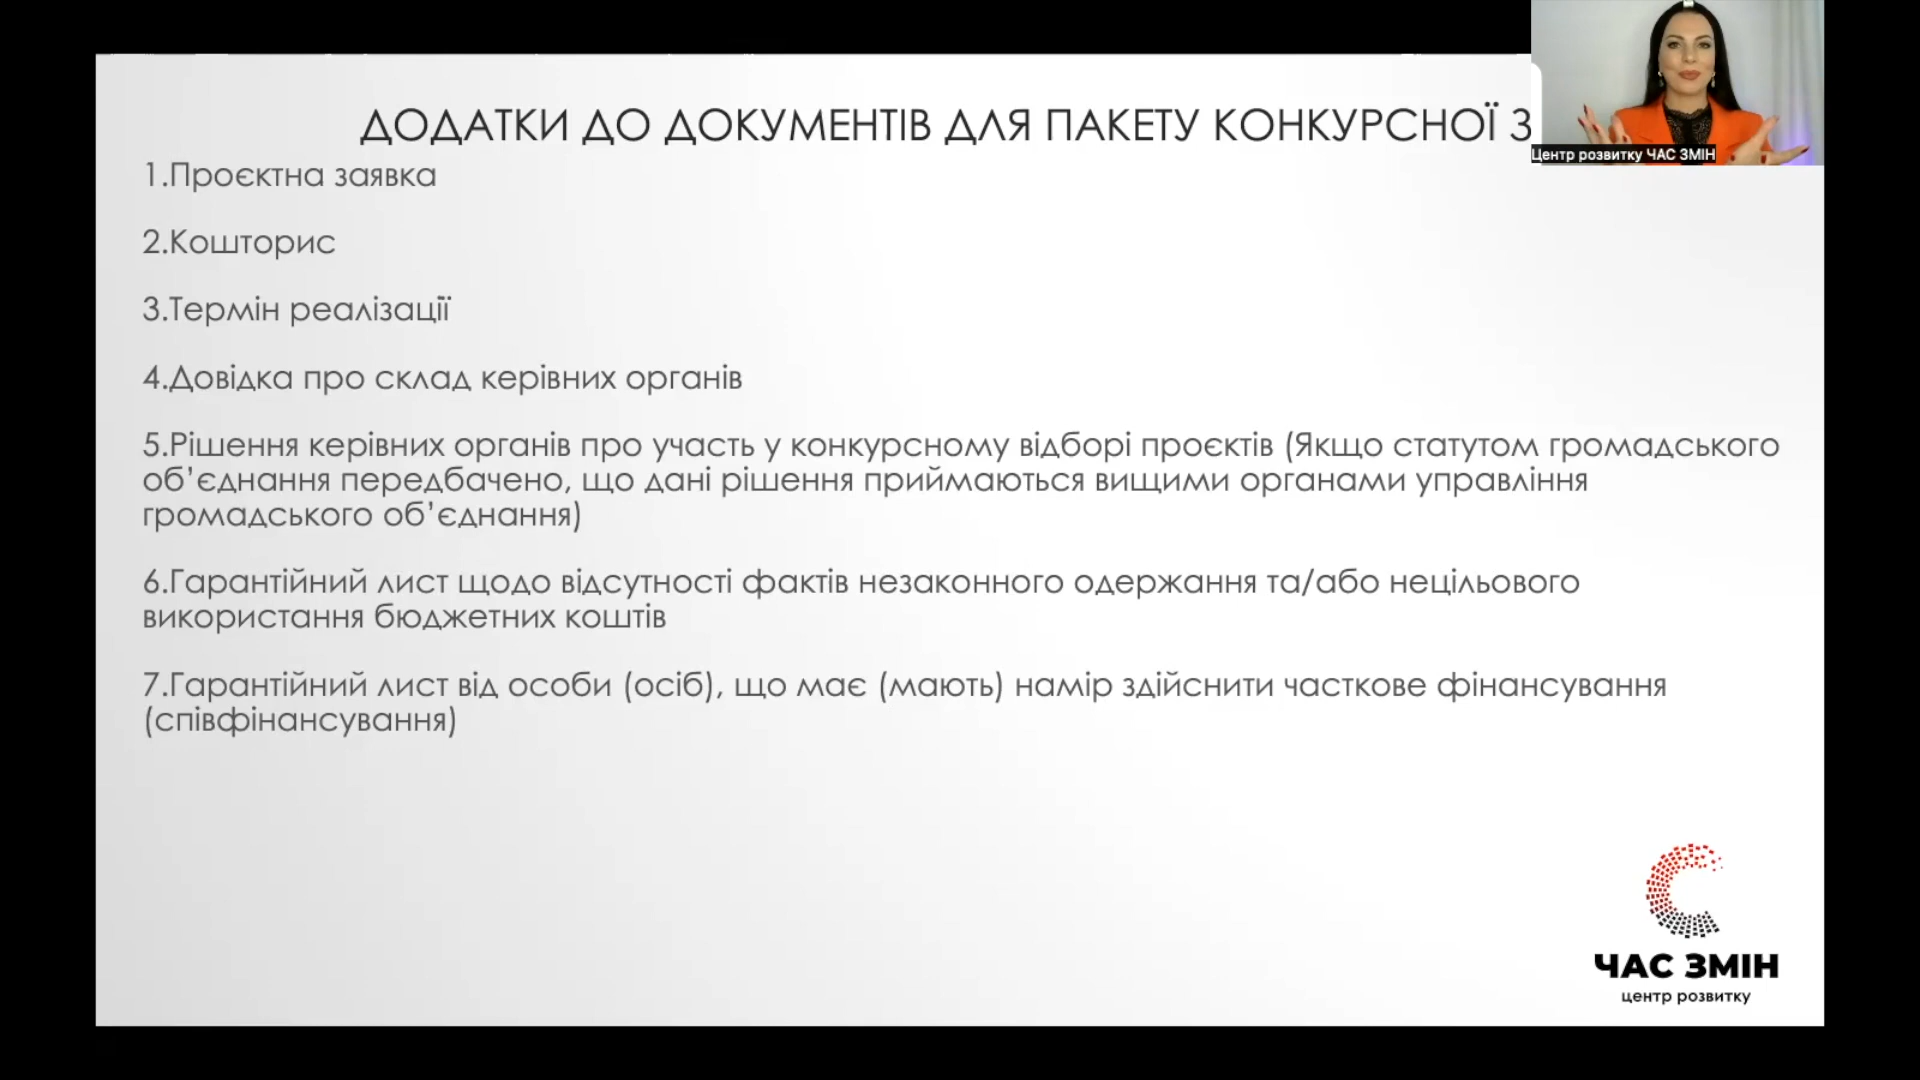 ДОДАТКИ ДО ДОКУМЕНТІВ ДЛЯ ПАКЕТУ КОНКУРСНОЇ З
Центр розвитку ЧАС ЗМІН
1.Проєктна заявка
2.Кошторис
3.Термін реалізації
4.Довідка про склад керівних органів
5.Рішення керівних органів про участь у конкурсному відборі проєктів (Якщо статутом громадського
об’єднання передбачено, що дані рішення приймаються вищими органами управління
громадського об’єднання)
6.Гарантійний лист щодо відсутності фактів незаконного одержання та/або нецільового
використання бюджетних коштів
7.Гарантійний лист від особи (осіб), що має (мають) намір здійснити часткове фінансування
(співфінансування)
ЧАС ЗМІН
центр розвитку